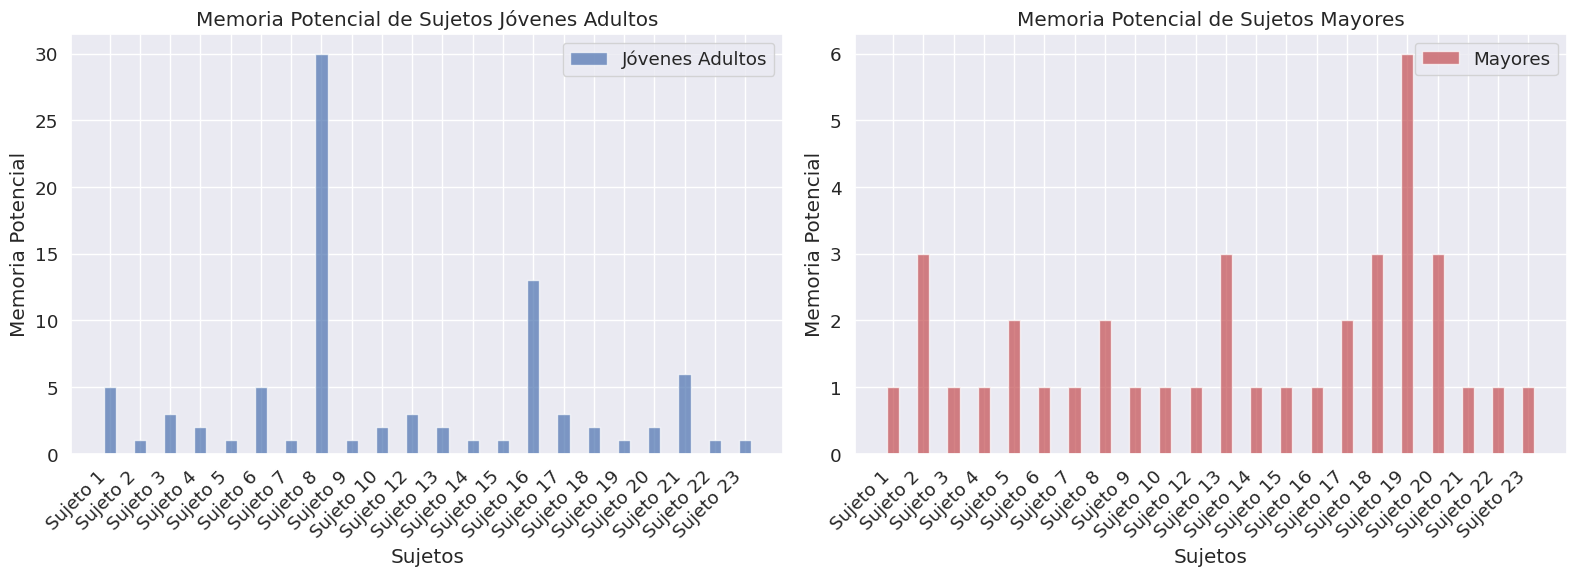 Memoria Potencial de Sujetos Jóvenes Adultos
Jóvenes Adultos
Memoria Potencial
30
25
20
15
10
5
0
Sujeto 1
Sujeto 2
Sujeto 3
Sujeto 4
Sujeto 5
Sujeto 6
Sujeto 7
Sujeto 8
Sujeto 9
Sujeto 10
Sujeto 12
Sujeto 13
Sujeto 14
Sujeto 15
Sujeto 16
Sujeto 17
Sujeto 18
Sujeto 19
Sujeto 20
Sujeto 21
Sujeto 22
Sujeto 23
Sujetos
Memoria Potencial de Sujetos Mayores
Mayores
Memoria Potencial
6
5
4
3
2
1
0
Sujeto 1
Sujeto 2
Sujeto 3
Sujeto 4
Sujeto 5
Sujeto 6
Sujeto 7
Sujeto 8
Sujeto 9
Sujeto 10
Sujeto 12
Sujeto 13
Sujeto 14
Sujeto 15
Sujeto 16
Sujeto 17
Sujeto 18
Sujeto 19
Sujeto 20
Sujeto 21
Sujeto 22
Sujeto 23
Sujetos